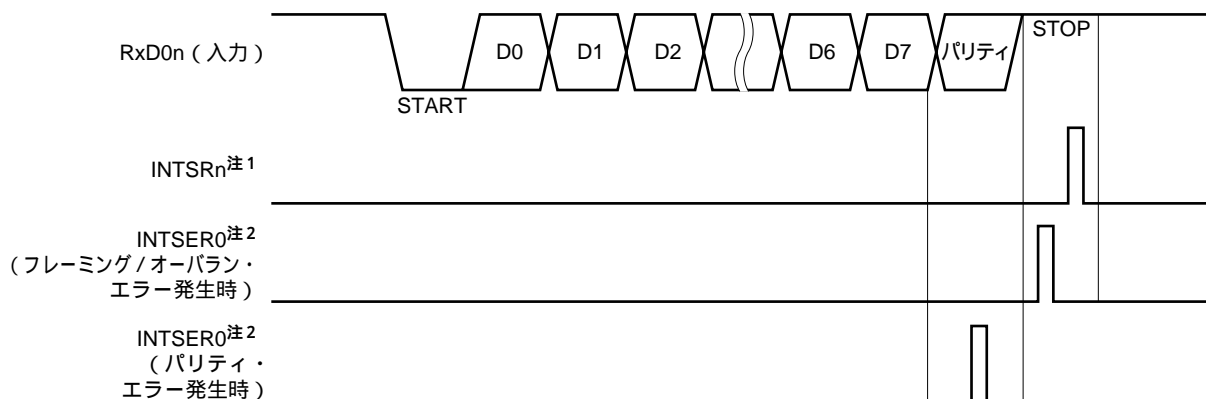 RxD0n（入力）
START
D0
D1
D2
D6
D7
パリティ
STOP
INTSRn注1
INTSER0注2
（フレーミング／オーバラン・
エラー発生時）
INTSER0注2
（パリティ・
エラー発生時）